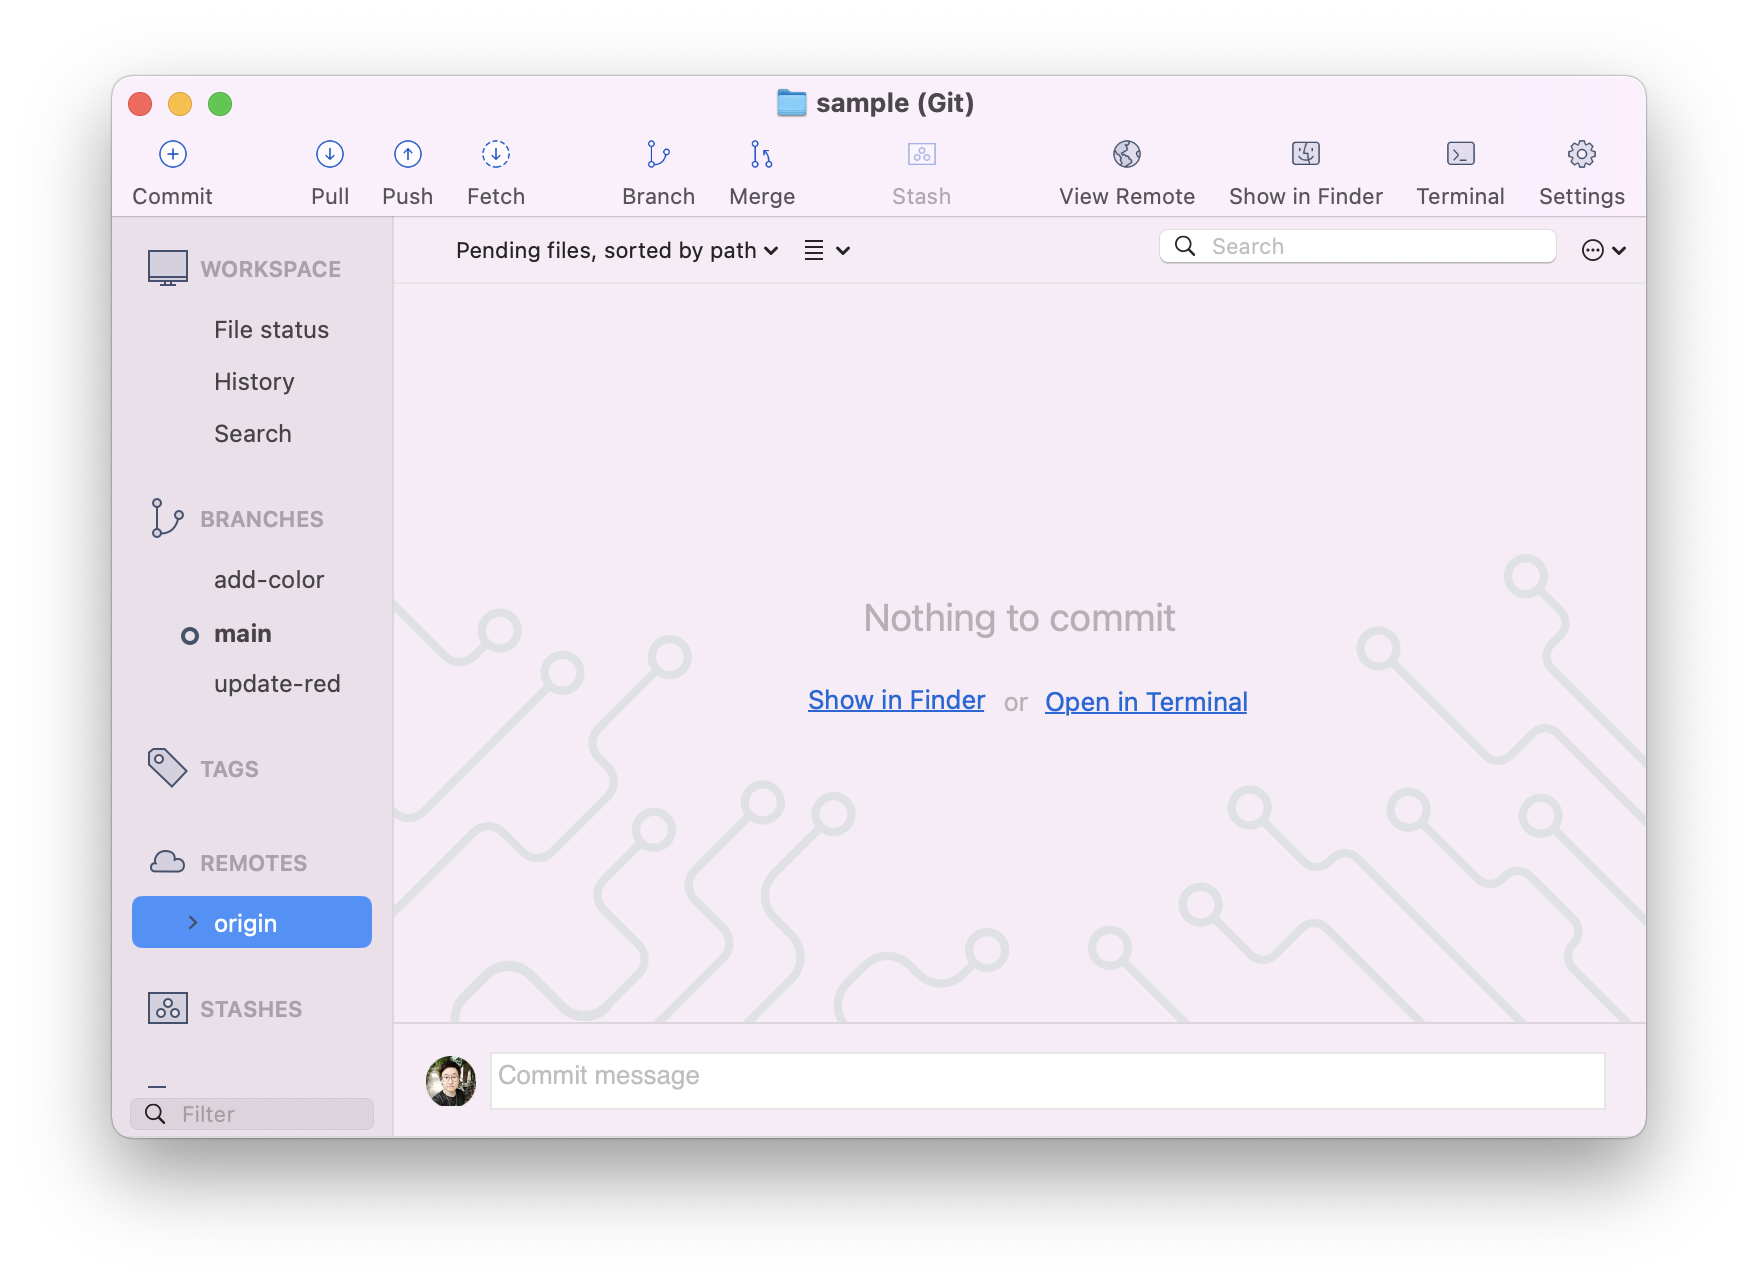 sample (Git)
Commit Pull Push Fetch Branch Merge Stash View Remote Show in Finder Terminal Settings
Pending files, sorted by path
Search
WORKSPACE
File status
History
Search
BRANCHES
add-color
main
update-red
TAGS
REMOTES
origin
STASHES
Filter
Nothing to commit
Show in Finder or Open in Terminal
Commit message